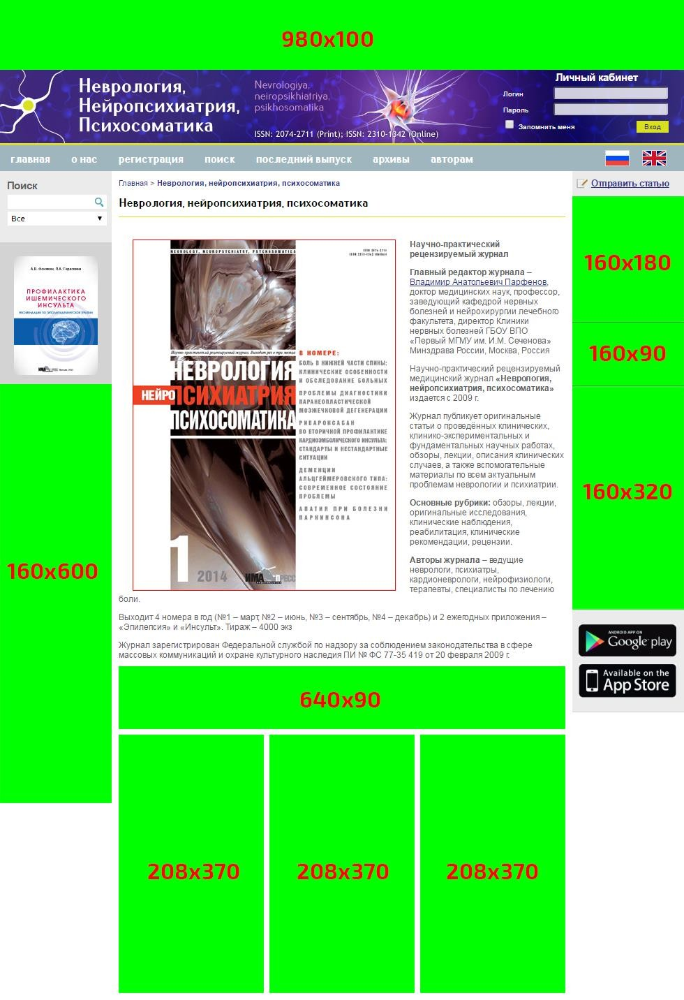 980x100
Неврология,
Нейропсихиатрия,
Психосоматика
Nevrologiya,
neiropsikhiatriya,
psikhosomatika
ISSN: 2074-2711 (Print); ISSN: 2310-1342 (Online)
Личный кабинет
Логин
Пароль
Запомнить меня
Вход
главная о нас регистрация поиск последний выпуск архивы авторам
Поиск
Все
А.В. Фонякин, Л.А. Гераскина
ПРОФИЛАКТИКА
ИШЕМИЧЕСКОГО
ИНСУЛЬТА
РЕКОМЕНДАЦИИ ПО ГИПОЛИПИДЕМИЧЕСКОЙ ТЕРАПИИ
160x600
Главная > Неврология, нейропсихиатрия, психосоматика
Неврология, нейропсихиатрия, психосоматика
NEUROLOGY, NEUROPSYCHIATRY, PSYCHOSOMATICS
ISSN 2074-2711
ISSN 2310-1342 (Online)
Научно-практический рецензируемый журнал. Выходит раз в три месяца
НЕВРОЛОГИЯ
НЕЙРОПСИХИАТРИЯ
ПСИХОСОМАТИКА
1
2014
ИМА ПРЕСС
В НОМЕРЕ:
БОЛЬ В НИЖНЕЙ ЧАСТИ СПИНЫ:
КЛИНИЧЕСКИЕ ОСОБЕННОСТИ
И ОБСЛЕДОВАНИЕ БОЛЬНЫХ
ПРОБЛЕМЫ ДИАГНОСТИКИ
ПАРАНЕОПЛАСТИЧЕСКОЙ
МОЗЖЕЧКОВОЙ ДЕГЕНЕРАЦИИ
РИВАРОКСАБАН
ВО ВТОРИЧНОЙ ПРОФИЛАКТИКЕ
КАРДИОЭМБОЛИЧЕСКОГО ИНСУЛЬТА:
СТАНДАРТЫ И НЕСТАНДАРТНЫЕ
СИТУАЦИИ
ДЕМЕНЦИИ
АЛЬЦГЕЙМЕРОВСКОГО ТИПА:
СОВРЕМЕННОЕ СОСТОЯНИЕ
ПРОБЛЕМЫ
АПАТИЯ ПРИ БОЛЕЗНИ
ПАРКИНСОНА
Научно-практический
рецензируемый журнал
Главный редактор журнала –
Владимир Анатольевич Парфенов,
доктор медицинских наук, профессор,
заведующий кафедрой нервных
болезней и нейрохирургии лечебного
факультета, директор Клиники
нервных болезней ГБОУ ВПО
«Первый МГМУ им. И.М. Сеченова»
Минздрава России, Москва, Россия
Научно-практический рецензируемый
медицинский журнал «Неврология,
нейропсихиатрия, психосоматика»
издается с 2009 г.
Журнал публикует оригинальные
статьи о проведённых клинических,
клинико-экспериментальных и
фундаментальных научных работах,
обзоры, лекции, описания клинических
случаев, а также вспомогательные
материалы по всем актуальным
проблемам неврологии и психиатрии.
Основные рубрики: обзоры, лекции,
оригинальные исследования,
клинические наблюдения,
реабилитация, клинические
рекомендации, рецензии.
Авторы журнала – ведущие
неврологи, психиатры,
кардионеврологи, нейрофизиологи,
терапевты, специалисты по лечению
боли.
Выходит 4 номера в год (№1 – март, №2 – июнь, №3 – сентябрь, №4 – декабрь) и 2 ежегодных приложения –
«Эпилепсия» и «Инсульт». Тираж – 4000 экз
Журнал зарегистрирован Федеральной службой по надзору за соблюдением законодательства в сфере
массовых коммуникаций и охране культурного наследия ПИ № ФС 77-35 419 от 20 февраля 2009 г.
640x90
208x370 208x370 208x370
Отправить статью
160x180
160x90
160x320
ANDROID APP ON
Google play
Available on the
App Store